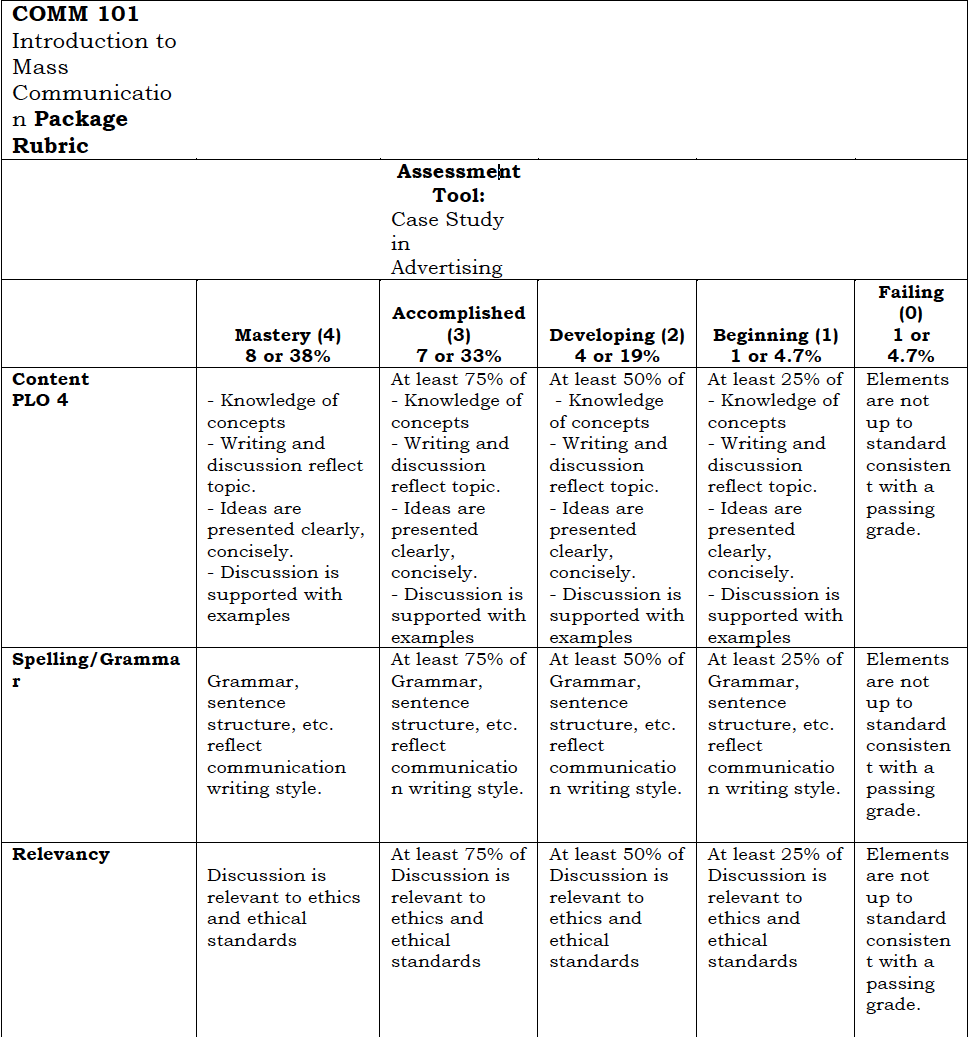 COMM 101
Introduction to
Mass
Communicatio
n Package
Rubric
Assessment
Tool:
Case Study
in
Advertising
Mastery (4)
8 or 38%
Accomplished
(3)
7 or 33%
Developing (2)
4 or 19%
Beginning (1)
1 or 4.7%
Failing
(0)
1 or
4.7%
Content
PLO 4
- Knowledge of
concepts
- Writing and
discussion reflect
topic.
- Ideas are
presented clearly,
concisely.
- Discussion is
supported with
examples
At least 75% of
- Knowledge of
concepts
- Writing and
discussion
reflect topic.
- Ideas are
presented
clearly,
concisely.
- Discussion is
supported with
examples
At least 50% of
- Knowledge
of concepts
- Writing and
discussion
reflect topic.
- Ideas are
presented
clearly,
concisely.
- Discussion is
supported with
examples
At least 25% of
- Knowledge of
concepts
- Writing and
discussion
reflect topic.
- Ideas are
presented
clearly,
concisely.
- Discussion is
supported with
examples
Elements
are not
up to
standard
consisten
t with a
passing
grade.
Spelling/Gramma
r
Grammar,
sentence
structure, etc.
reflect
communication
writing style.
At least 75% of
Grammar,
sentence
structure, etc.
reflect
communicatio
n writing style.
At least 50% of
Grammar,
sentence
structure, etc.
reflect
communicatio
n writing style.
At least 25% of
Grammar,
sentence
structure, etc.
reflect
communicatio
n writing style.
Elements
are not
up to
standard
consisten
t with a
passing
grade.
Relevancy
Discussion is
relevant to ethics
and ethical
standards
At least 75% of
Discussion is
relevant to
ethics and
ethical
standards
At least 50% of
Discussion is
relevant to
ethics and
ethical
standards
At least 25% of
Discussion is
relevant to
ethics and
ethical
standards
Elements
are not
up to
standard
consisten
t with a
passing
grade.